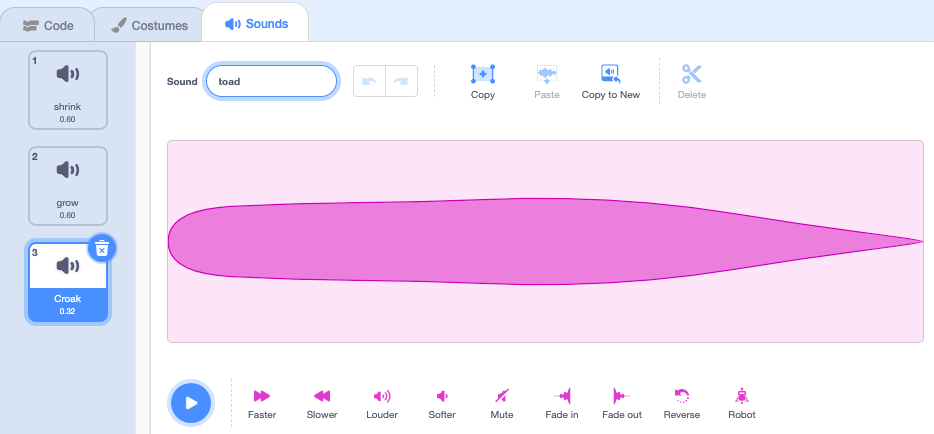 Code
Costumes
Sounds
1
shrink
0.60
2
grow
0.60
3
Croak
0.32
Sound
toad
Copy
Paste
Copy to New
Delete
Faster
Slower
Louder
Softer
Mute
Fade in
Fade out
Reverse
Robot